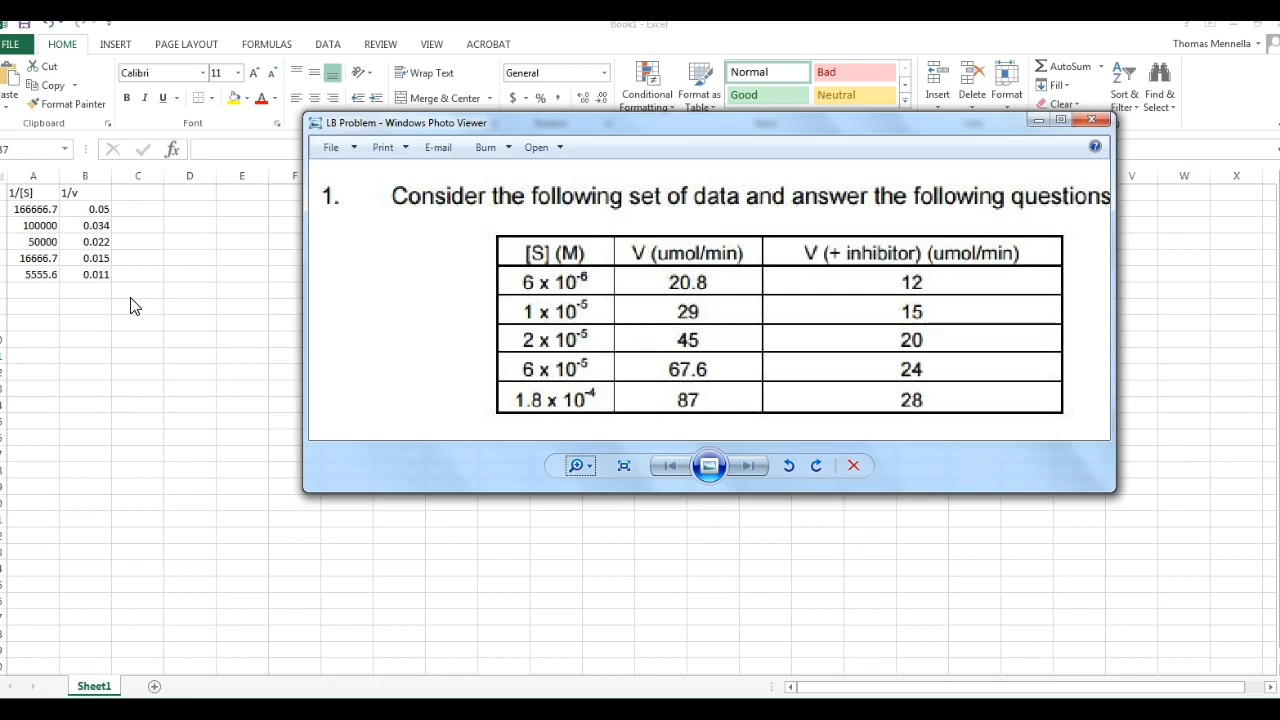 Book1 - Excel
FILE HOME INSERT PAGE LAYOUT FORMULAS DATA REVIEW VIEW ACROBAT Thomas Mennella
Cut Calibri 11 Wrap Text General Normal Bad AutoSum
Copy Fill
Format Painter B I U Merge & Center $ % Conditional Format as Good Neutral Insert Delete Format Clear Sort & Find &
Formatting Table Filter Select
Clipboard Font
LB Problem - Windows Photo Viewer
File Print E-mail Burn Open
A B C D E F V W X
1/[S] 1/v
166666.7 0.05
100000 0.034
50000 0.022
16666.7 0.015
5555.6 0.011
1. Consider the following set of data and answer the following questions
[S] (M) V (umol/min) V (+ inhibitor) (umol/min)
6 x 10⁻⁶ 20.8 12
1 x 10⁻⁵ 29 15
2 x 10⁻⁵ 45 20
6 x 10⁻⁵ 67.6 24
1.8 x 10⁻⁴ 87 28
Sheet1